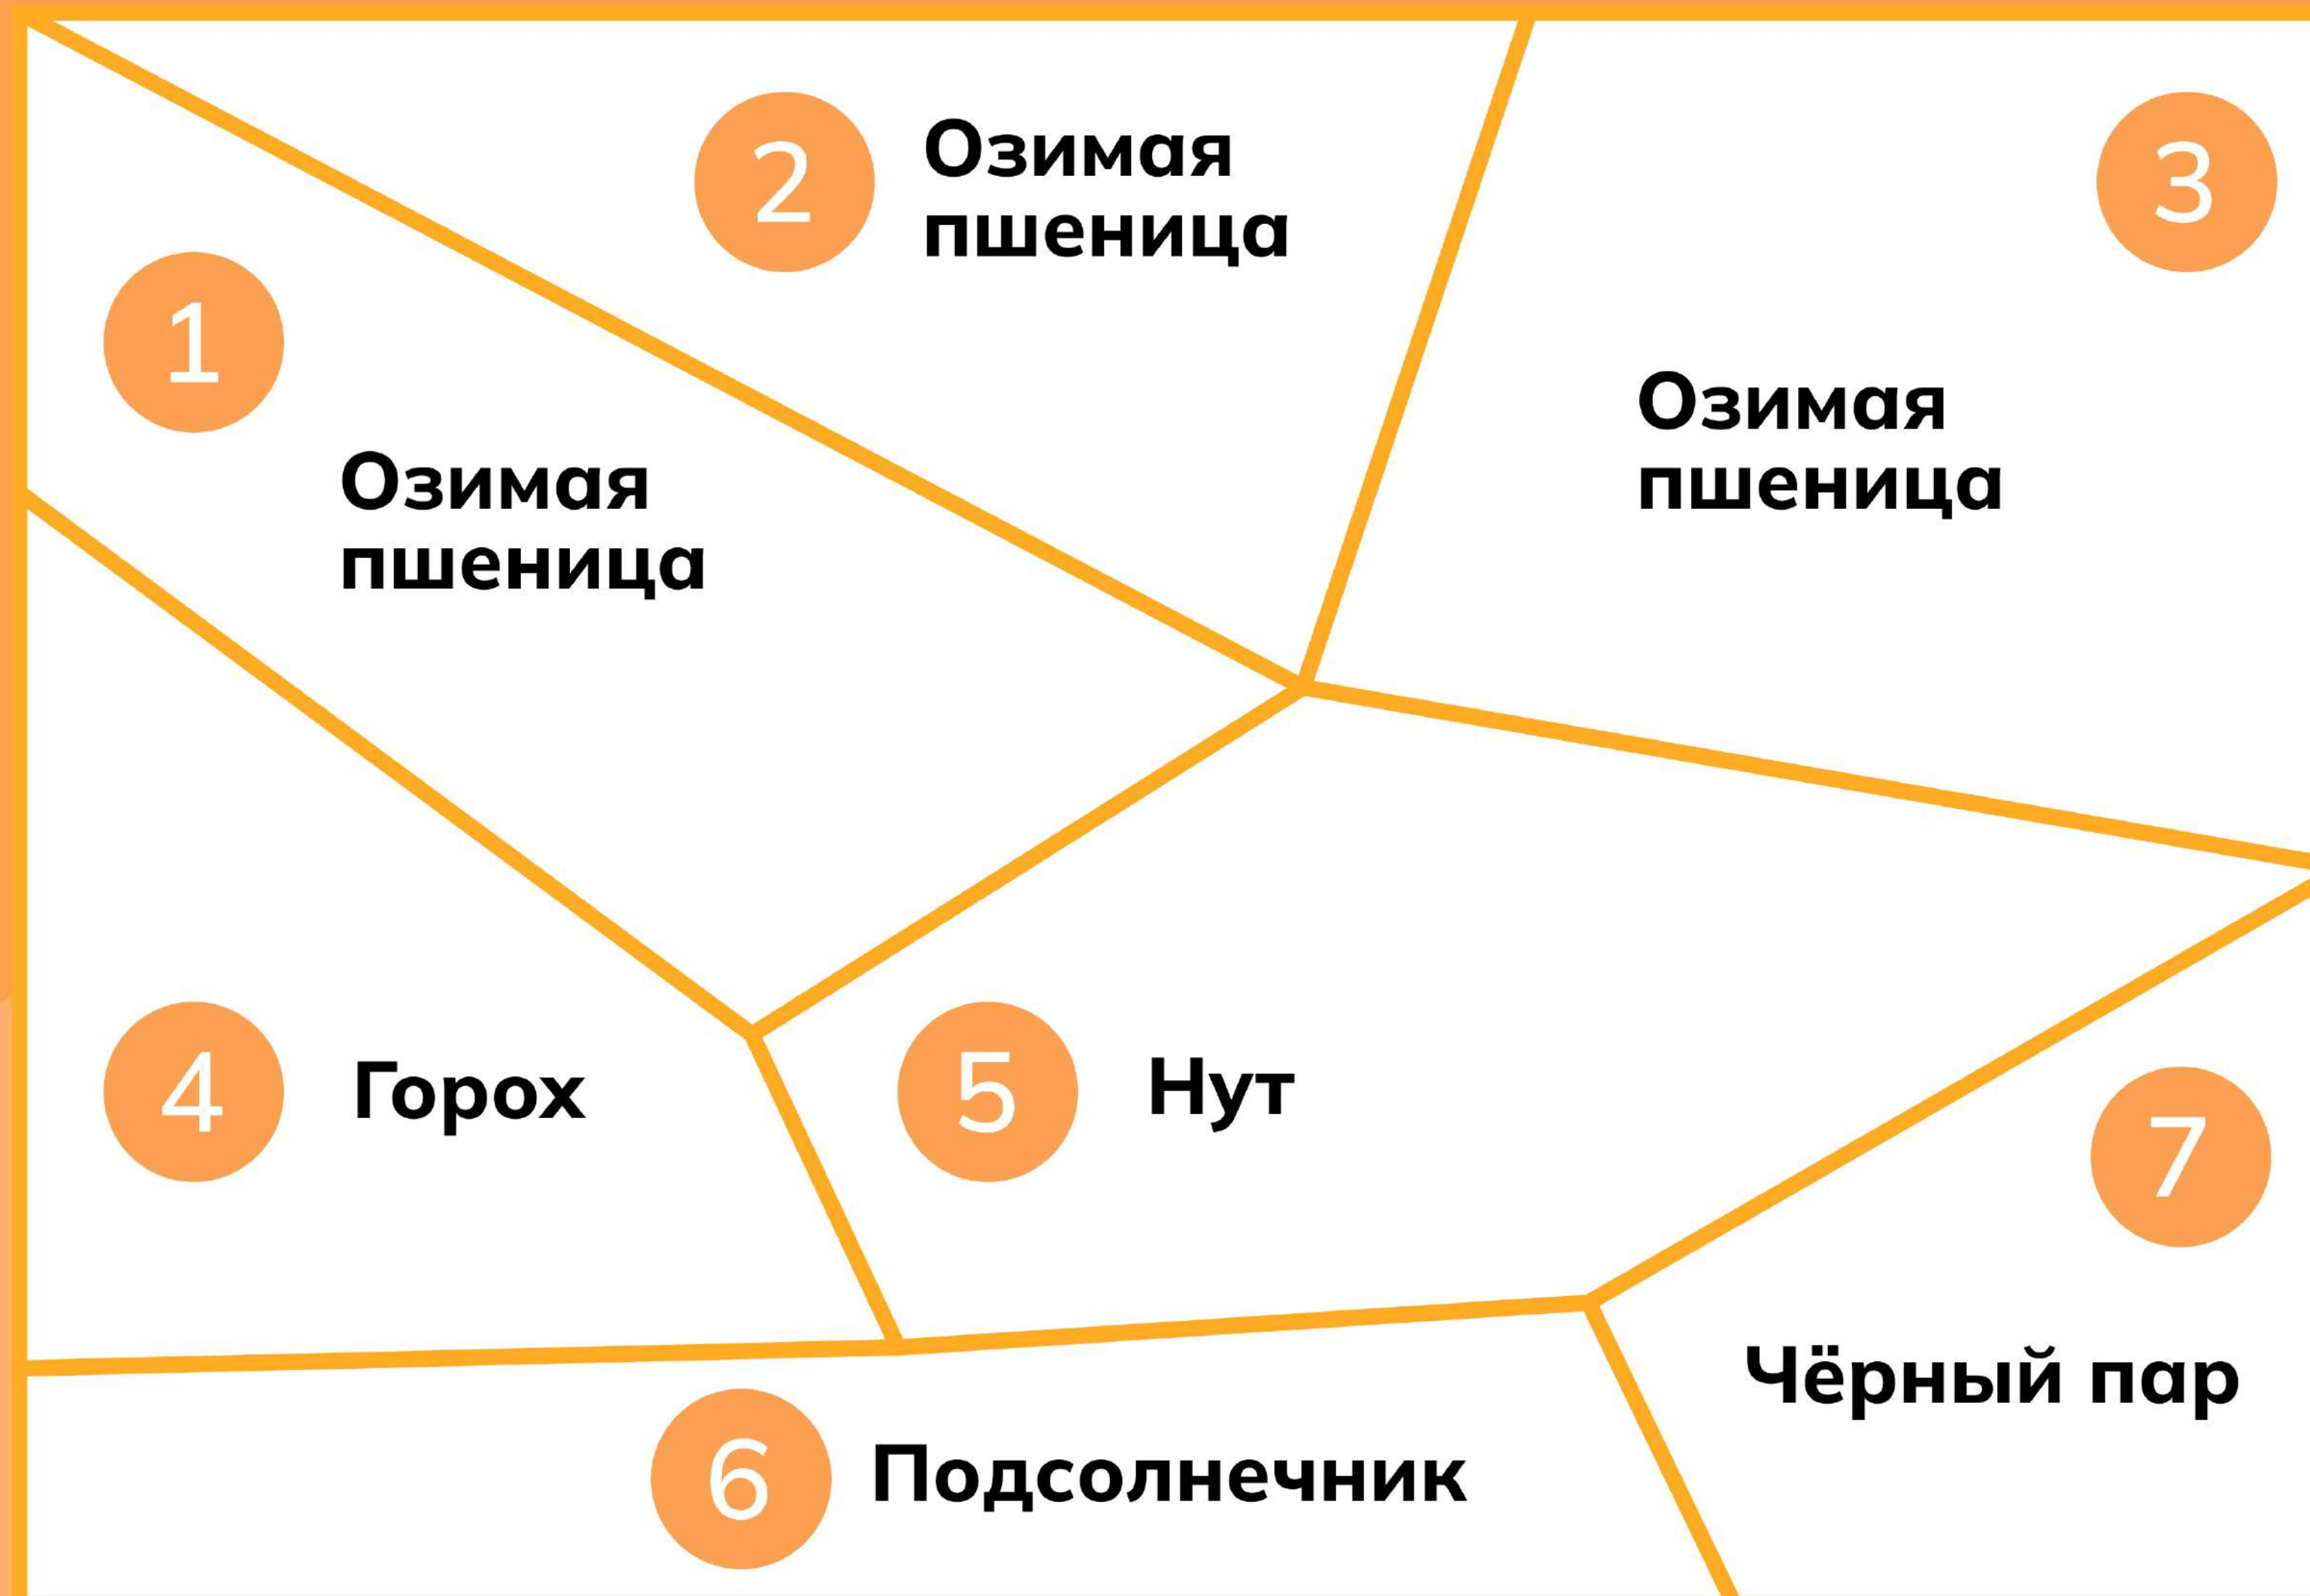 1
Озимая
пшеница
2
Озимая
пшеница
3
Озимая
пшеница
4
Горох
5
Нут
6
Подсолнечник
7
Чёрный пар